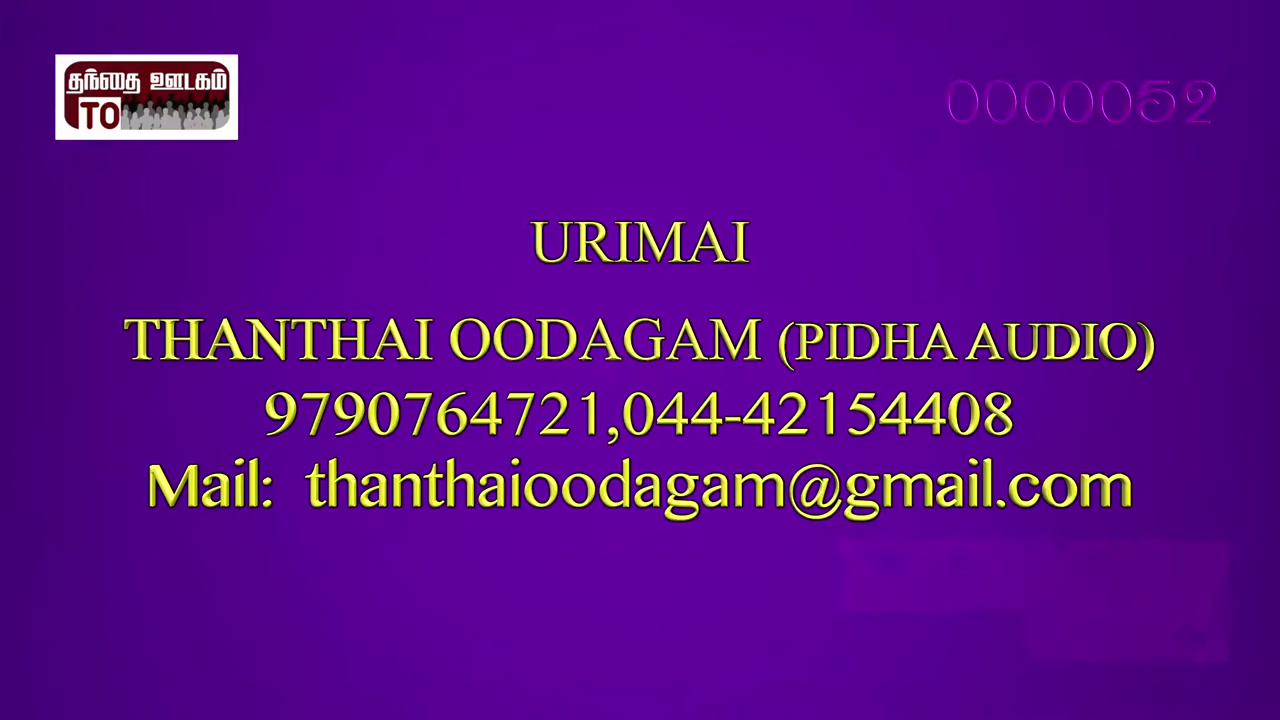 தந்தை ஊடகம்
TO
0000052
URIMAI
THANTHAI OODAGAM (PIDHA AUDIO)
9790764721,044-42154408
Mail: thanthaioodagam@gmail.com